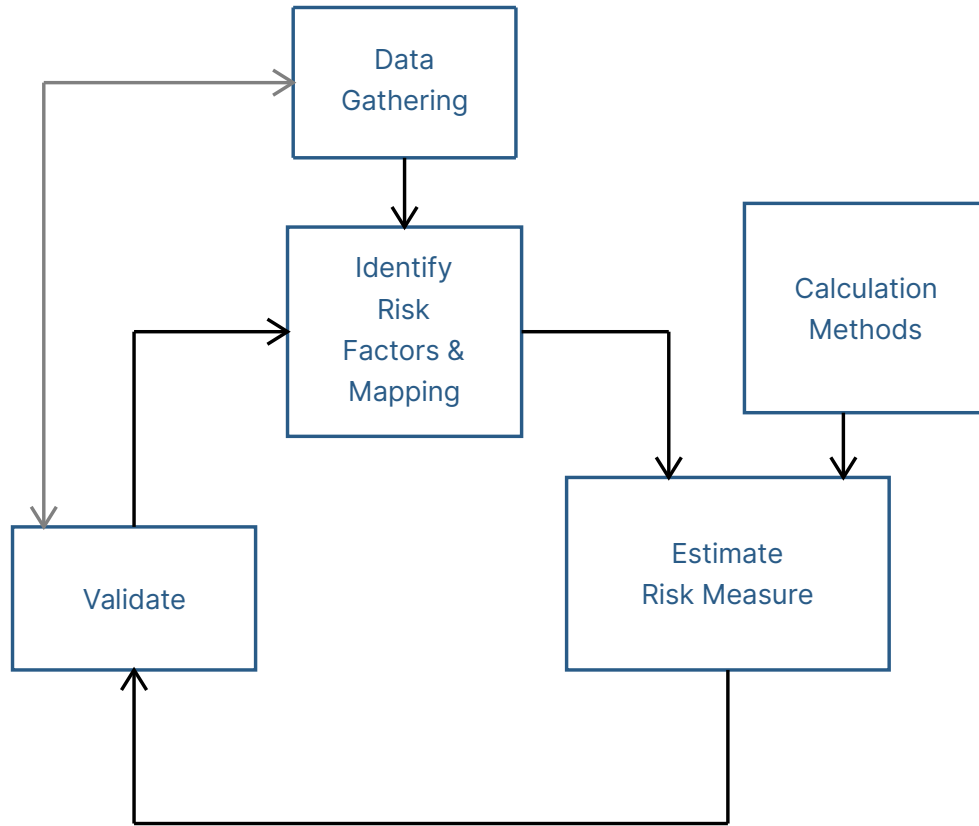 Data
Gathering
Identify
Risk
Factors &
Mapping
Calculation
Methods
Estimate
Risk Measure
Validate